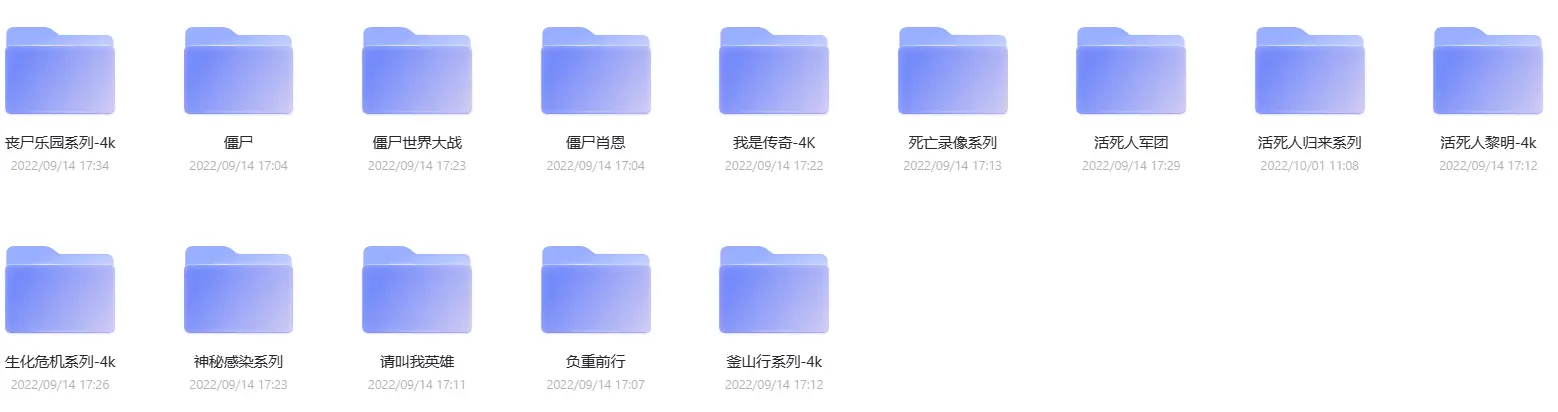 丧尸乐园系列-4k 僵尸 僵尸世界大战 僵尸肖恩 我是传奇-4K 死亡录像系列 活死人军团 活死人归来系列 活死人黎明-4k
2022/09/14 17:34 2022/09/14 17:04 2022/09/14 17:23 2022/09/14 17:04 2022/09/14 17:22 2022/09/14 17:13 2022/09/14 17:29 2022/10/01 11:08 2022/09/14 17:12
生化危机系列-4k 神秘感染系列 请叫我英雄 负重前行 釜山行系列-4k
2022/09/14 17:26 2022/09/14 17:23 2022/09/14 17:11 2022/09/14 17:07 2022/09/14 17:12